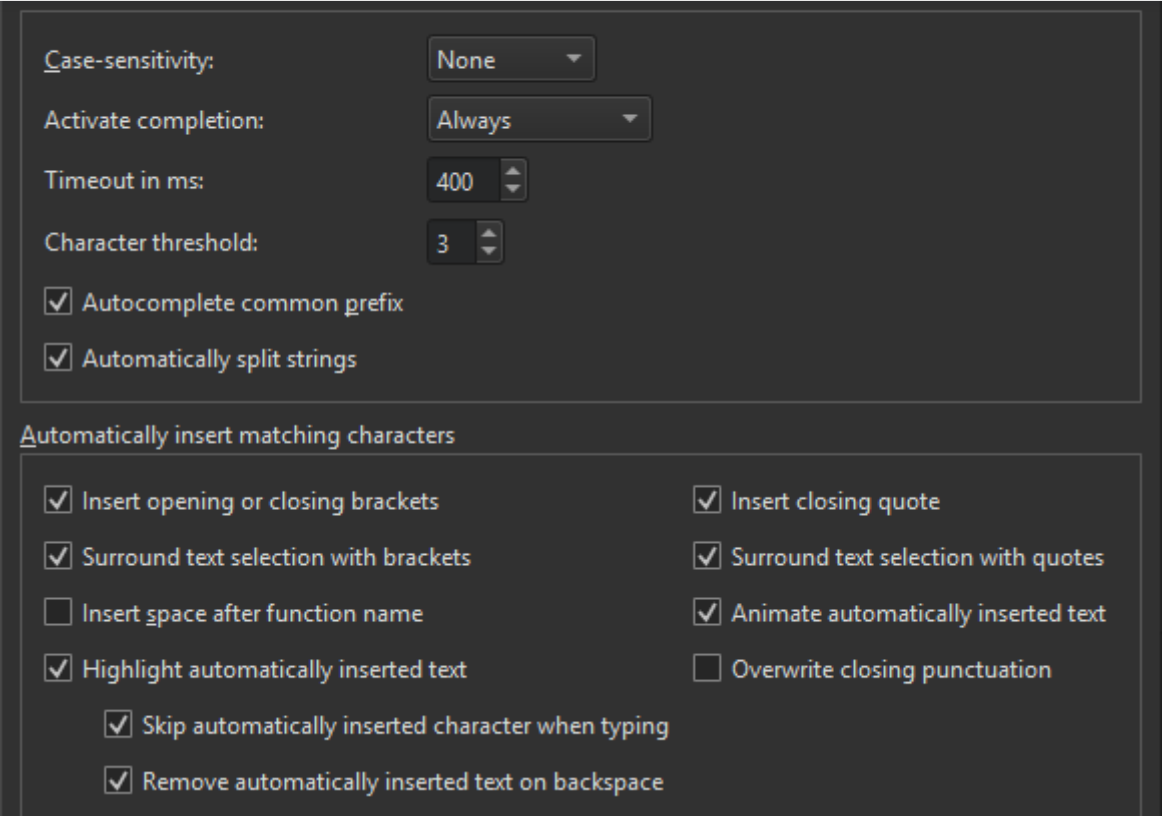 Case-sensitivity: None
Activate completion: Always
Timeout in ms: 400
Character threshold: 3
Autocomplete common prefix
Automatically split strings
Automatically insert matching characters
Insert opening or closing brackets Insert closing quote
Surround text selection with brackets Surround text selection with quotes
Insert space after function name Animate automatically inserted text
Highlight automatically inserted text Overwrite closing punctuation
Skip automatically inserted character when typing
Remove automatically inserted text on backspace